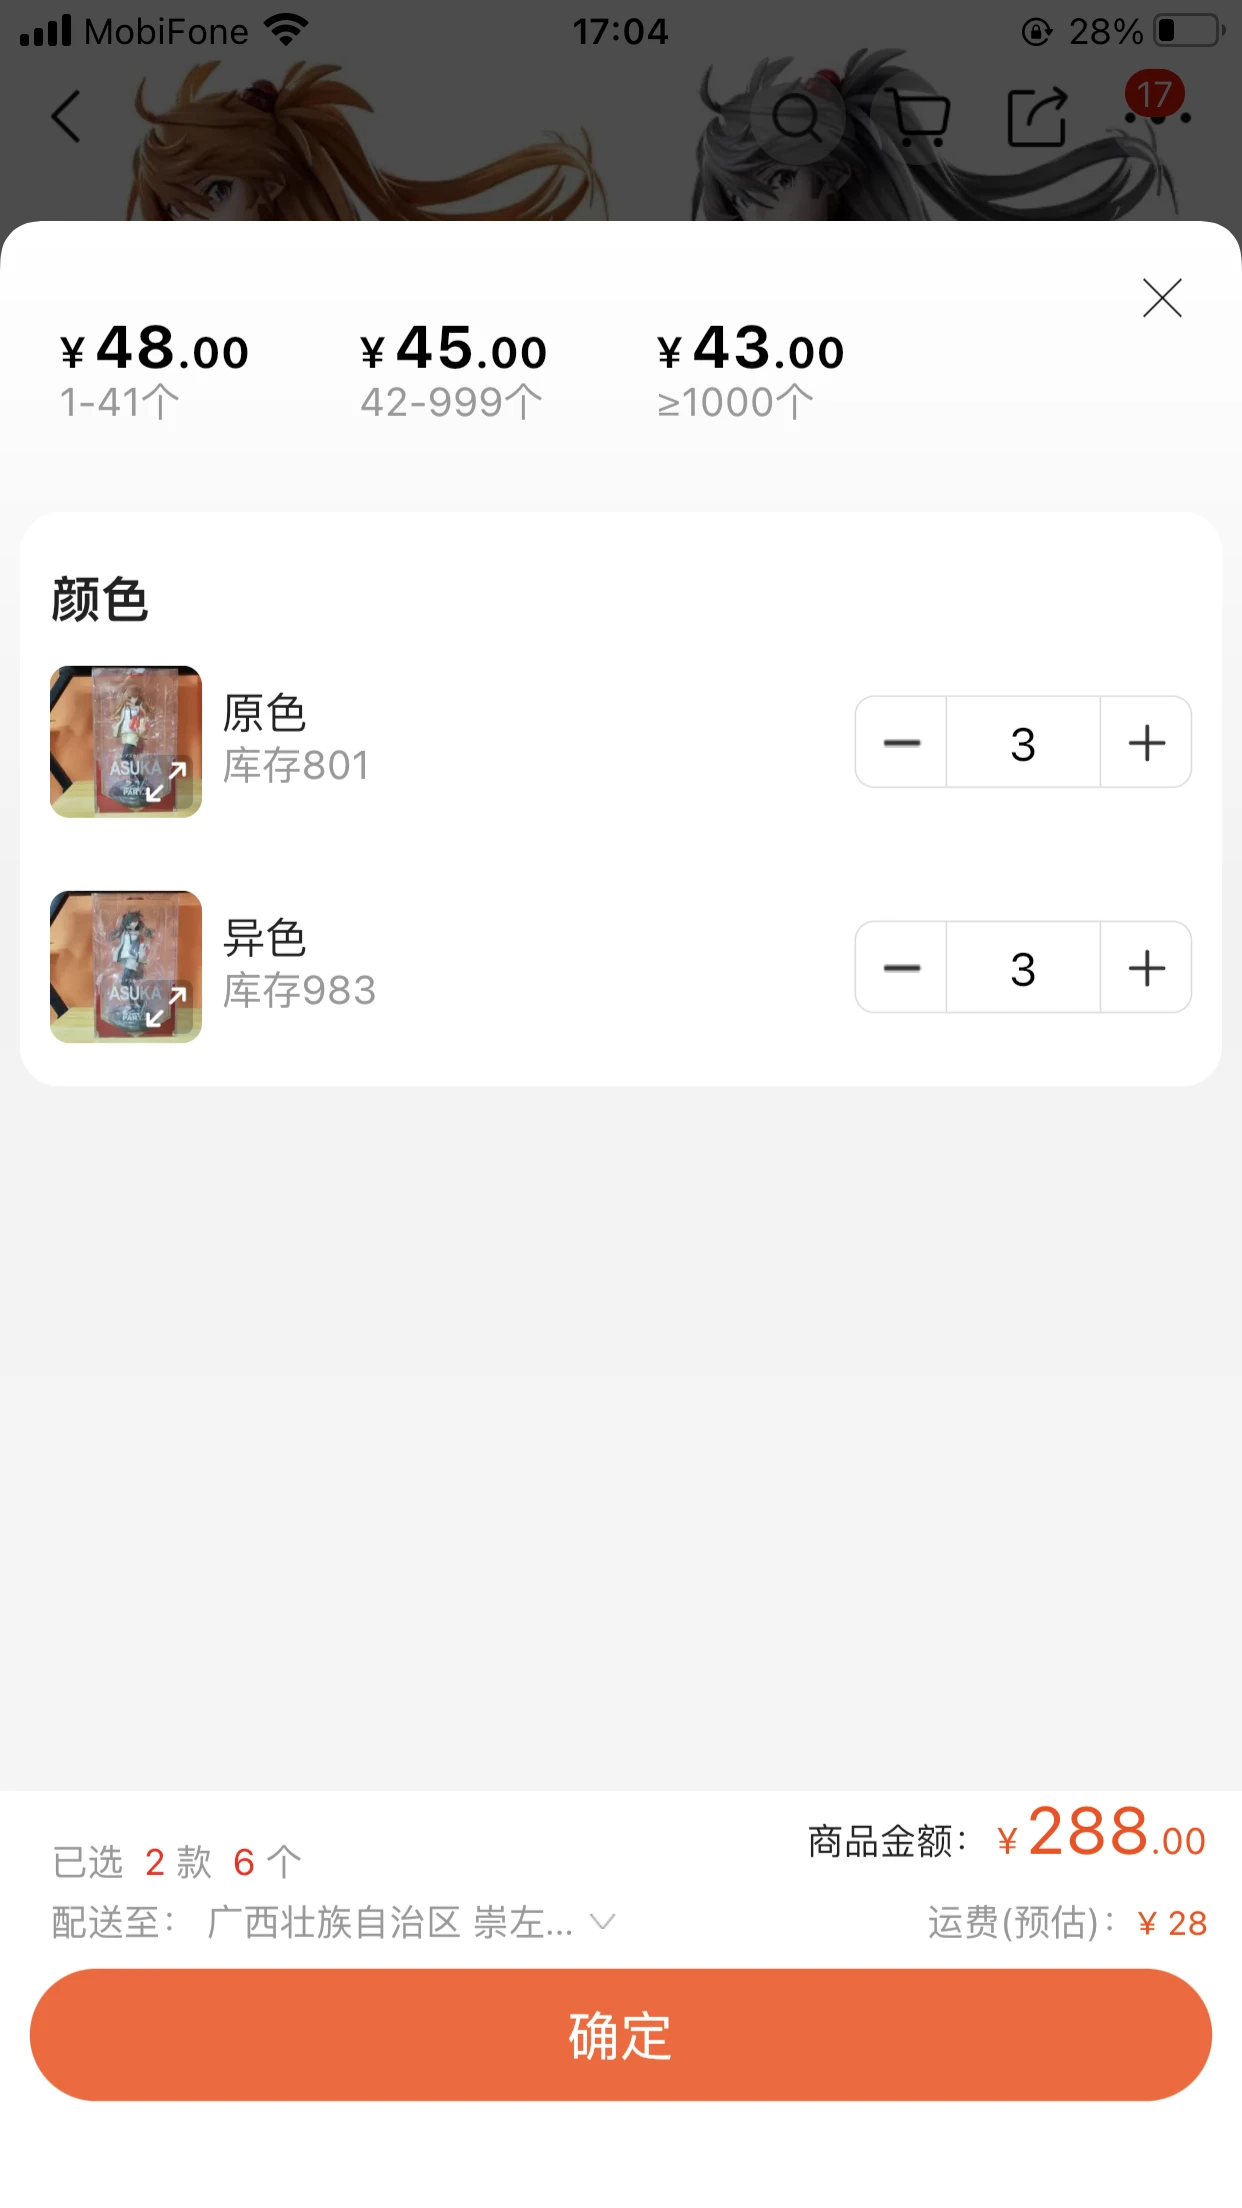 MobiFone 17:04 28%
17
¥48.00 ¥45.00 ¥43.00
1-41个 42-999个 ≥1000个
颜色
原色
库存801
3
ASUKA
异色
库存983
3
ASUKA
商品金额： ¥288.00
已选 2 款 6 个
配送至： 广西壮族自治区 崇左...
运费(预估)： ¥28
确定